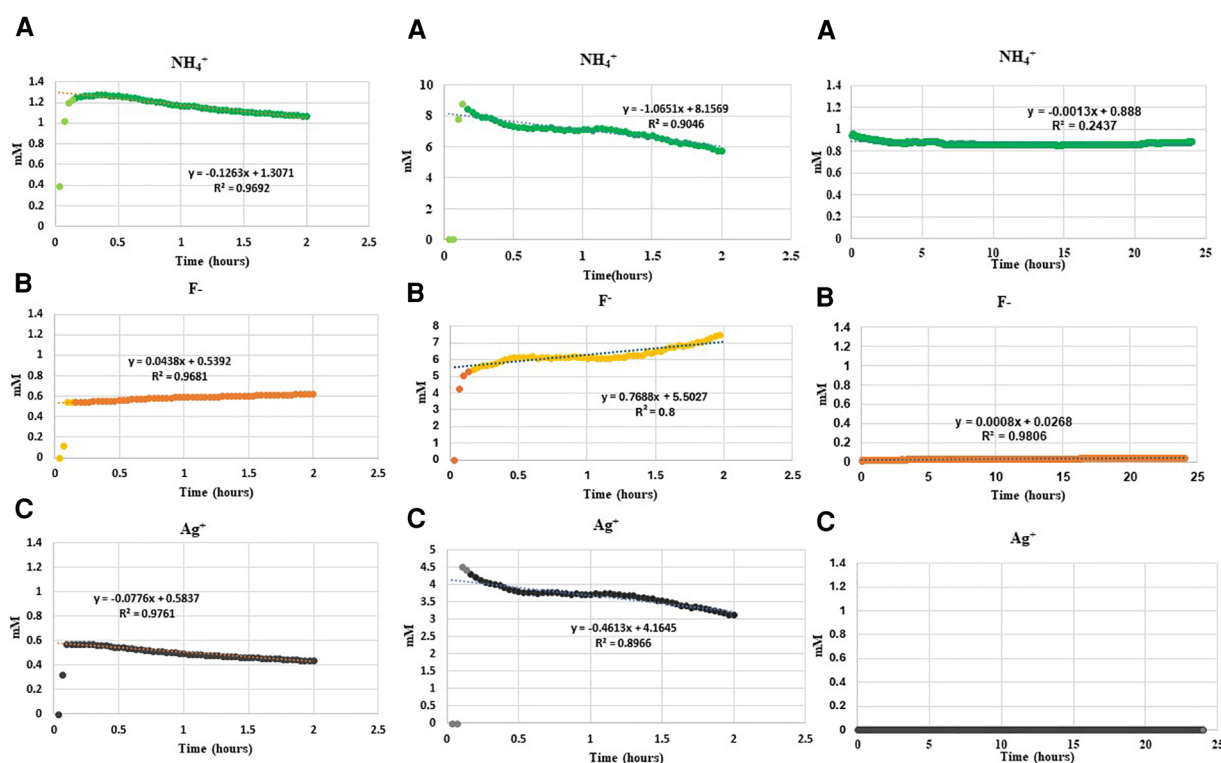 A
NH₄⁺
1.4
1.2
1
0.8
0.6
0.4
0.2
0
mM
y = -0.1263x + 1.3071
R² = 0.9692
0 0.5 1 1.5 2 2.5
Time (hours)
B
F-
1.4
1.2
1
0.8
0.6
0.4
0.2
0
mM
y = 0.0438x + 0.5392
R² = 0.9681
0 0.5 1 1.5 2 2.5
Time (hours)
C
Ag⁺
1.4
1.2
1
0.8
0.6
0.4
0.2
0
mM
y = -0.0776x + 0.5837
R² = 0.9761
0 0.5 1 1.5 2 2.5
Time (hours)
A
NH₄⁺
10
8
6
4
2
0
mM
y = -1.0651x + 8.1569
R² = 0.9046
0 0.5 1 1.5 2 2.5
Time(hours)
B
F⁻
8
7
6
5
4
3
2
1
0
mM
y = 0.7688x + 5.5027
R² = 0.8
0 0.5 1 1.5 2 2.5
Time (hours)
C
Ag⁺
5
4.5
4
3.5
3
2.5
2
1.5
1
0.5
0
mM
y = -0.4613x + 4.1645
R² = 0.8966
0 0.5 1 1.5 2 2.5
Time (hours)
A
NH₄⁺
1.4
1.2
1
0.8
0.6
0.4
0.2
0
mM
y = -0.0013x + 0.888
R² = 0.2437
0 5 10 15 20 25
Time (hours)
B
F-
1.4
1.2
1
0.8
0.6
0.4
0.2
0
mM
y = 0.0008x + 0.0268
R² = 0.9806
0 5 10 15 20 25
Time (hours)
C
Ag⁺
1.4
1.2
1
0.8
0.6
0.4
0.2
0
mM
0 5 10 15 20 25
Time (hours)